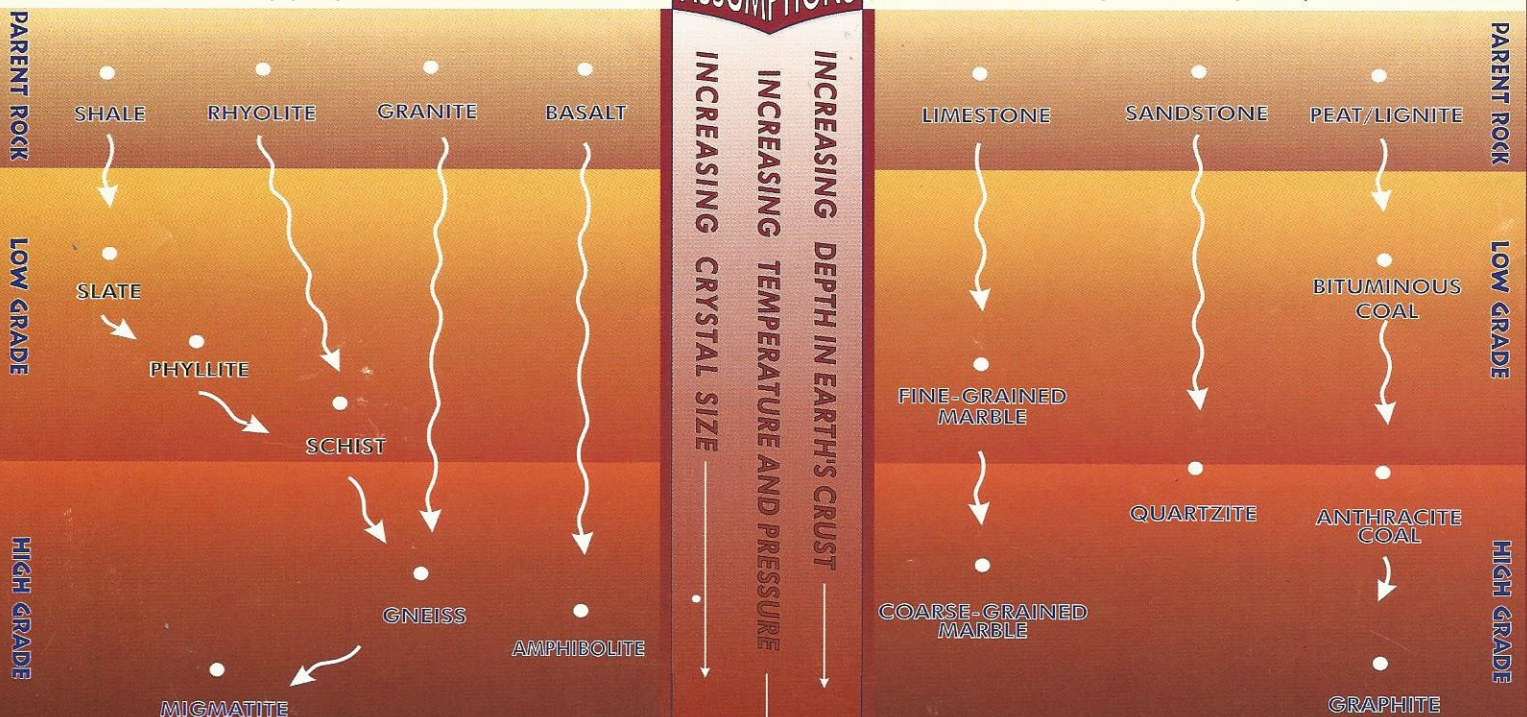 ASSUMPTIONS
PARENT ROCK
SHALE
RHYOLITE
GRANITE
BASALT
LOW GRADE
SLATE
PHYLLITE
SCHIST
HIGH GRADE
GNEISS
AMPHIBOLITE
MIGMATITE
INCREASING CRYSTAL SIZE
INCREASING TEMPERATURE AND PRESSURE
INCREASING DEPTH IN EARTH'S CRUST
LIMESTONE
SANDSTONE
PEAT/LIGNITE
PARENT ROCK
BITUMINOUS
COAL
LOW GRADE
FINE-GRAINED
MARBLE
QUARTZITE
ANTHRACITE
COAL
HIGH GRADE
COARSE-GRAINED
MARBLE
GRAPHITE